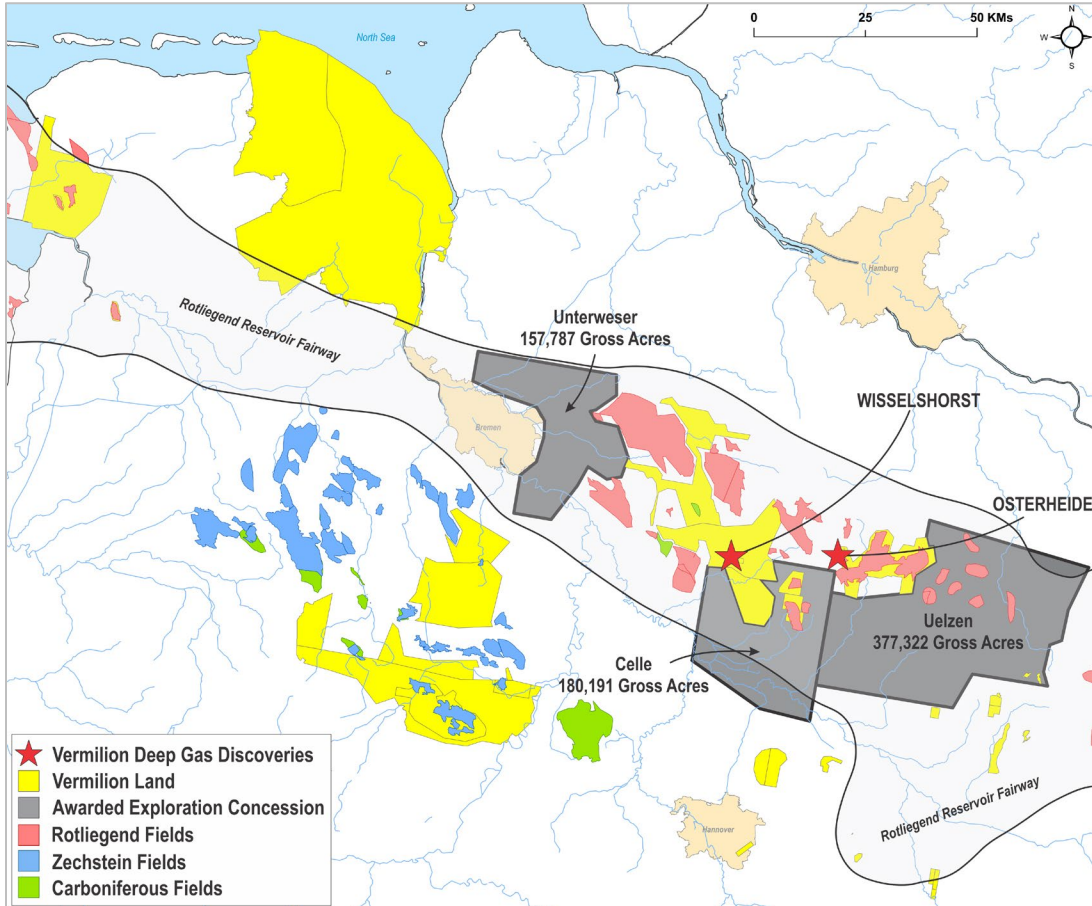 0 25 50 KMs
N
W E
S
North Sea
Hamburg
Rotliegend Reservoir Fairway
Unterweser
157,787 Gross Acres
WISSELSHORST
Bremen
OSTERHEIDE
Uelzen
377,322 Gross Acres
Celle
180,191 Gross Acres
Vermilion Deep Gas Discoveries
Vermilion Land
Awarded Exploration Concession
Rotliegend Fields
Zechstein Fields
Carboniferous Fields
Hannover
Rotliegend Reservoir Fairway